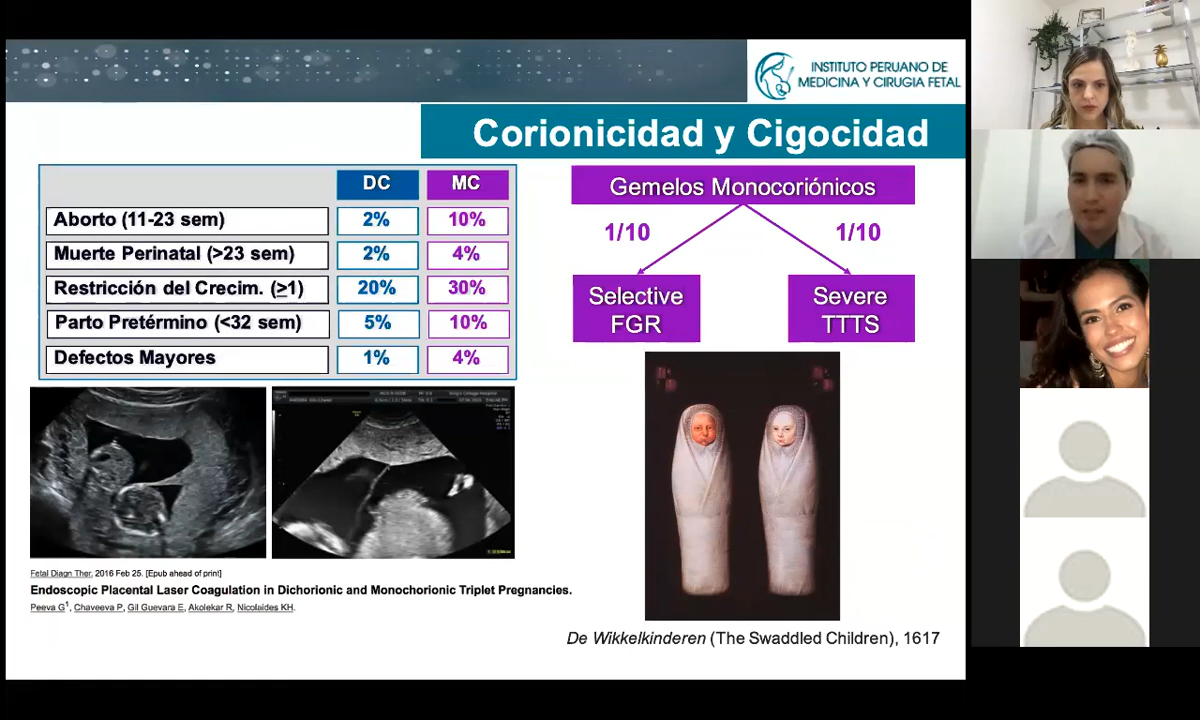 INSTITUTO PERUANO DE
MEDICINA Y CIRUGIA FETAL
Corionicidad y Cigocidad
DC MC
Aborto (11-23 sem) 2% 10%
Muerte Perinatal (>23 sem) 2% 4%
Restricción del Crecim. (≥1) 20% 30%
Parto Pretérmino (<32 sem) 5% 10%
Defectos Mayores 1% 4%
Gemelos Monocoriónicos
1/10 1/10
Selective
FGR
Severe
TTTS
Fetal Diagn Ther. 2016 Feb 25. [Epub ahead of print]
Endoscopic Placental Laser Coagulation in Dichorionic and Monochorionic Triplet Pregnancies.
Peeva G1, Chaveeva P, Gil Guevara E, Akolekar R, Nicolaides KH.
De Wikkelkinderen (The Swaddled Children), 1617